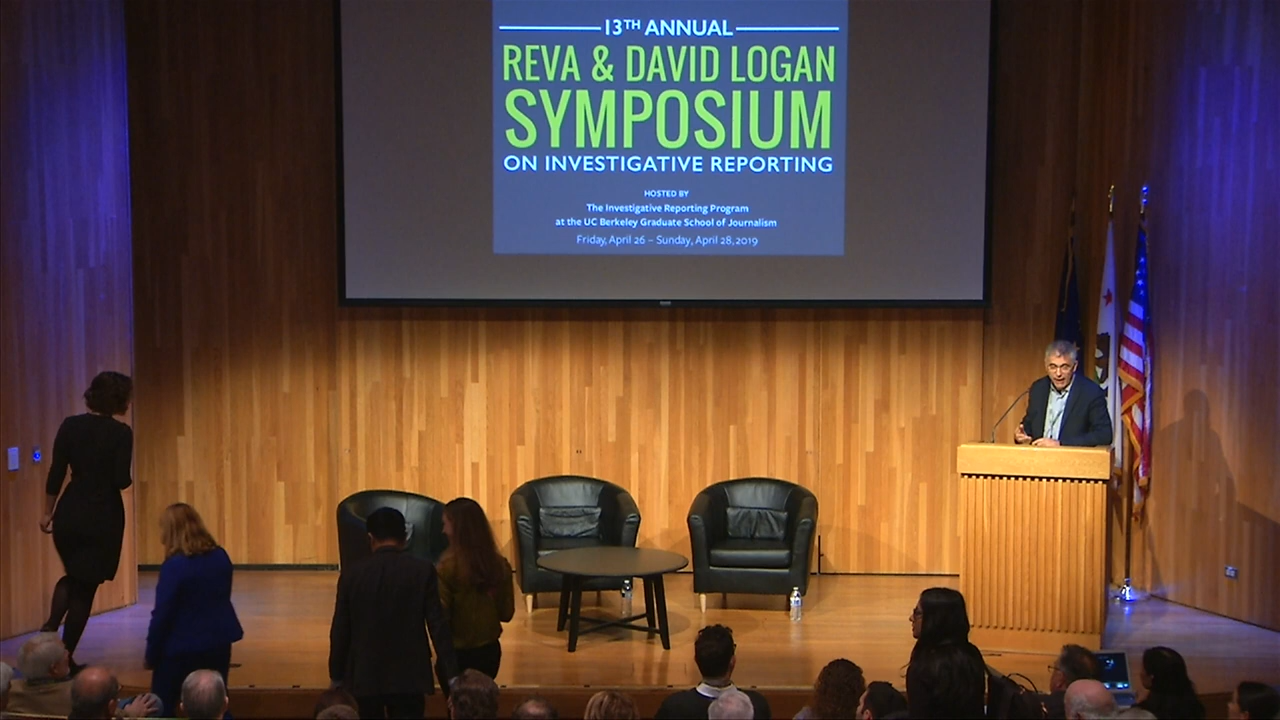 13TH ANNUAL
REVA & DAVID LOGAN
SYMPOSIUM
ON INVESTIGATIVE REPORTING
HOSTED BY
The Investigative Reporting Program
at the UC Berkeley Graduate School of Journalism
Friday, April 26 – Sunday, April 28, 2019